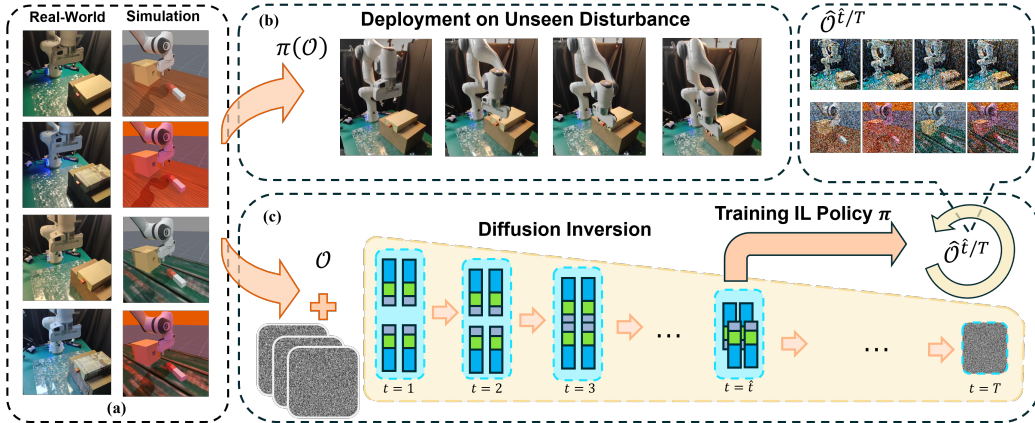 Real-World
Simulation
(a)
(b)
Deployment on Unseen Disturbance
π(𝒪)
𝒪̂^{t̂/T}
(c)
Training IL Policy π
Diffusion Inversion
𝒪
𝒪̂^{t̂/T}
...
...
t = 1
t = 2
t = 3
t = t̂
t = T